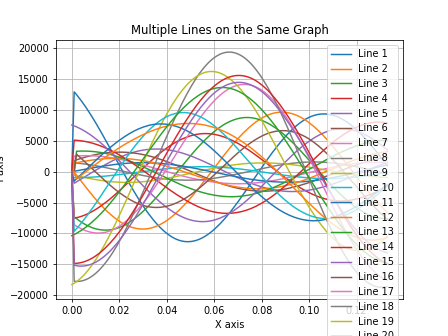 Multiple Lines on the Same Graph
20000
15000
10000
5000
0
−5000
−10000
−15000
−20000
0.00 0.02 0.04 0.06 0.08 0.10
X axis
Line 1
Line 2
Line 3
Line 4
Line 5
Line 6
Line 7
Line 8
Line 9
Line 10
Line 11
Line 12
Line 13
Line 14
Line 15
Line 16
Line 17
Line 18
Line 19
Line 20